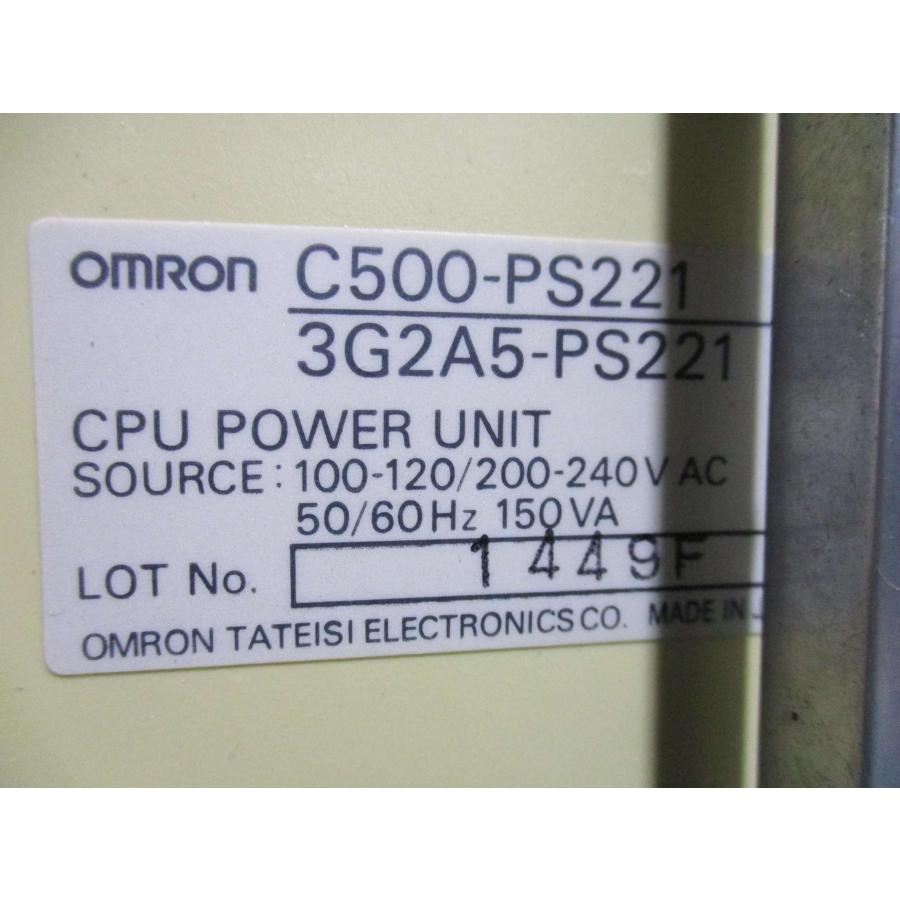 OMRON C500-PS221
3G2A5-PS221
CPU POWER UNIT
SOURCE: 100-120/200-240V AC
50/60Hz 150VA
LOT No. 1449F
OMRON TATEISI ELECTRONICS CO. MADE IN